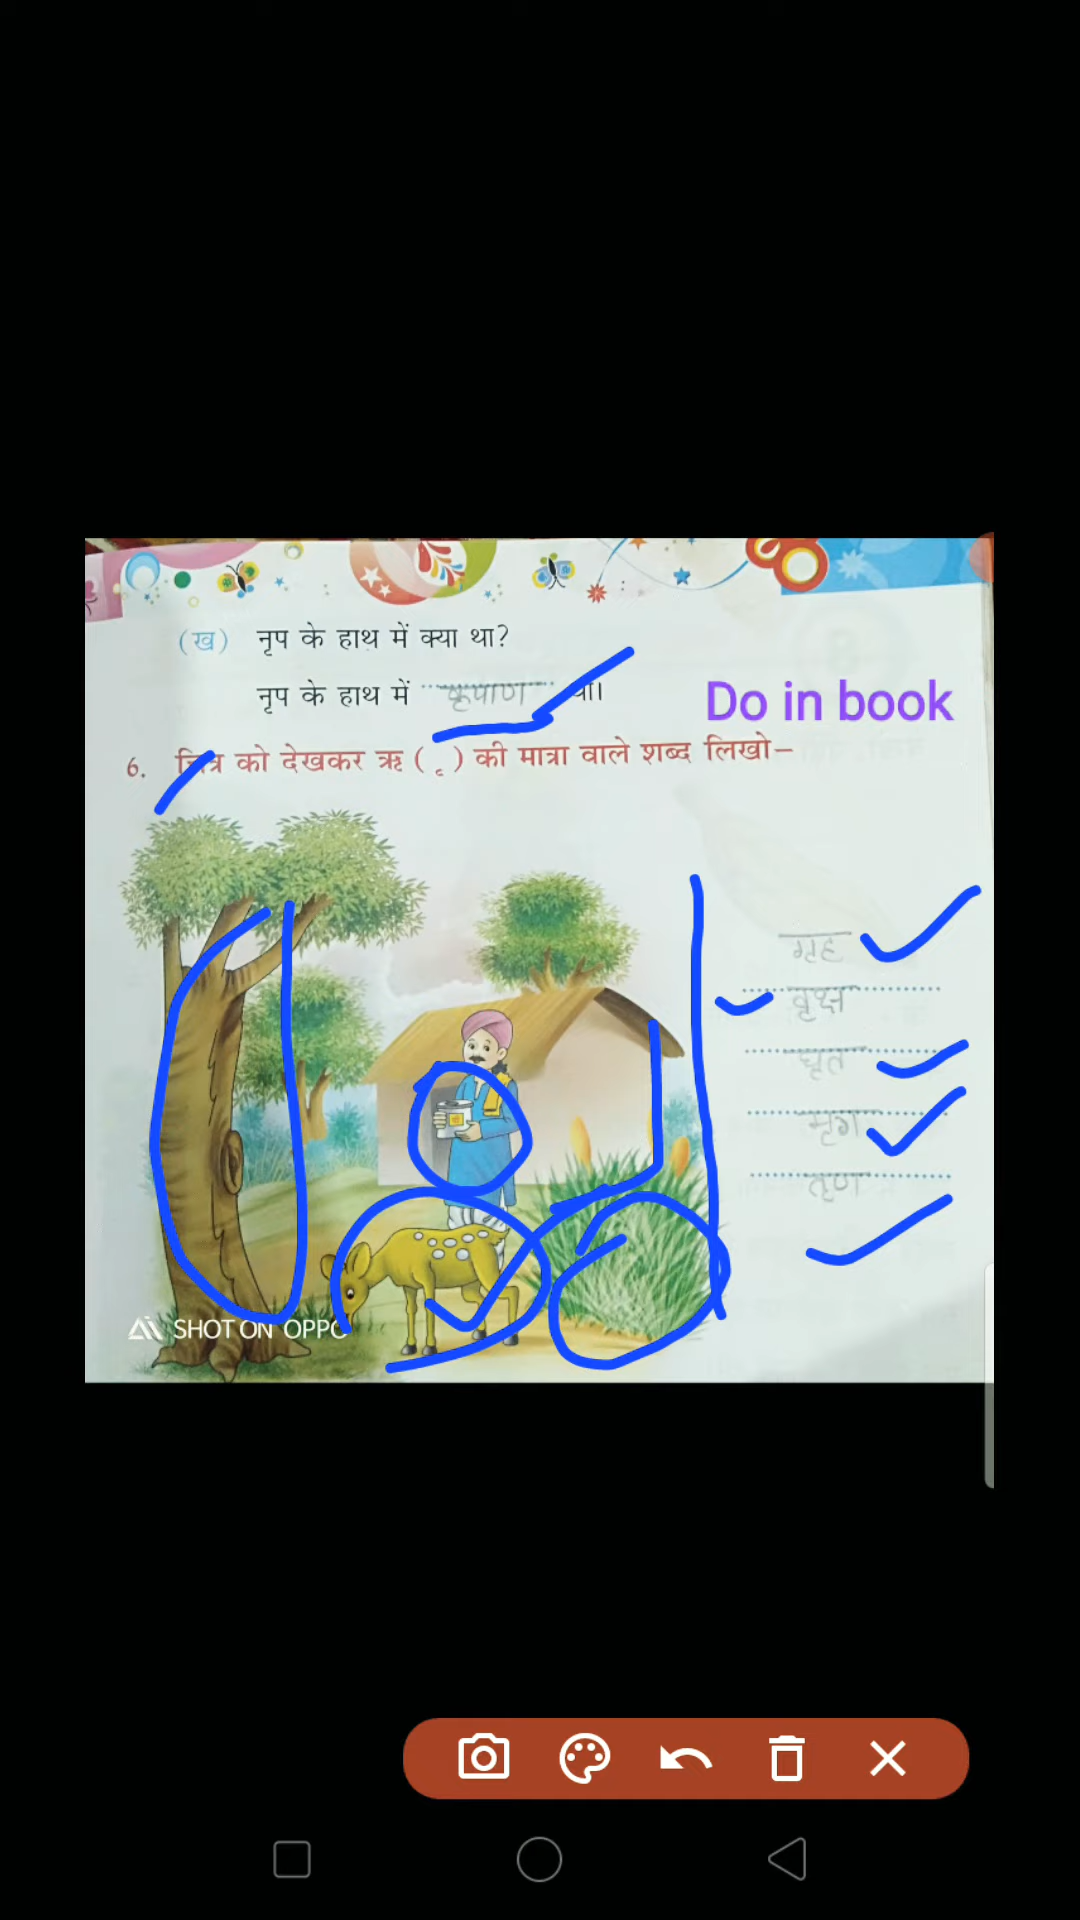 (ख) नृप के हाथ में क्या था?
नृप के हाथ में कृपाण था।
Do in book
6. चित्र को देखकर ऋ ( ृ ) की मात्रा वाले शब्द लिखो–
गृह
वृक्ष
घृत
मृग
तृण
SHOT ON OPPO